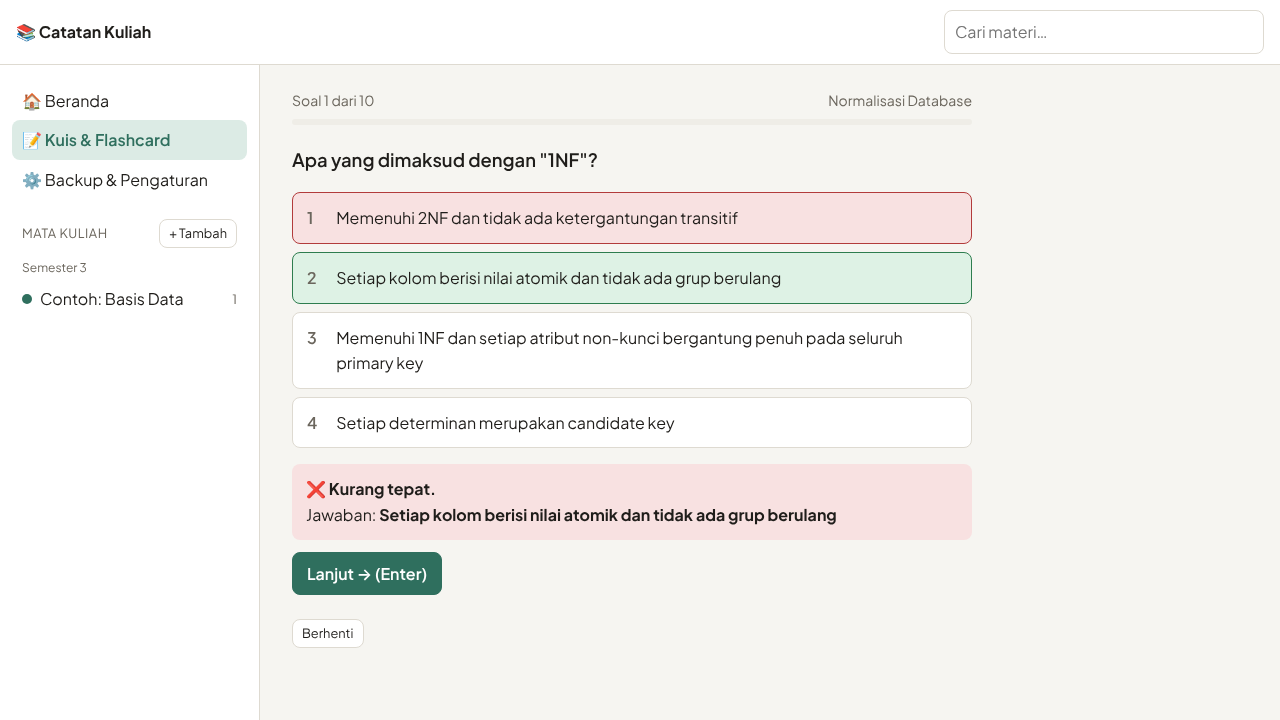 📚 Catatan Kuliah
Cari materi...
🏠 Beranda
📝 Kuis & Flashcard
⚙️ Backup & Pengaturan
MATA KULIAH
+ Tambah
Semester 3
Contoh: Basis Data 1
Soal 1 dari 10
Normalisasi Database
Apa yang dimaksud dengan "1NF"?
1 Memenuhi 2NF dan tidak ada ketergantungan transitif
2 Setiap kolom berisi nilai atomik dan tidak ada grup berulang
3 Memenuhi 1NF dan setiap atribut non-kunci bergantung penuh pada seluruh
primary key
4 Setiap determinan merupakan candidate key
❌ Kurang tepat.
Jawaban: Setiap kolom berisi nilai atomik dan tidak ada grup berulang
Lanjut → (Enter)
Berhenti